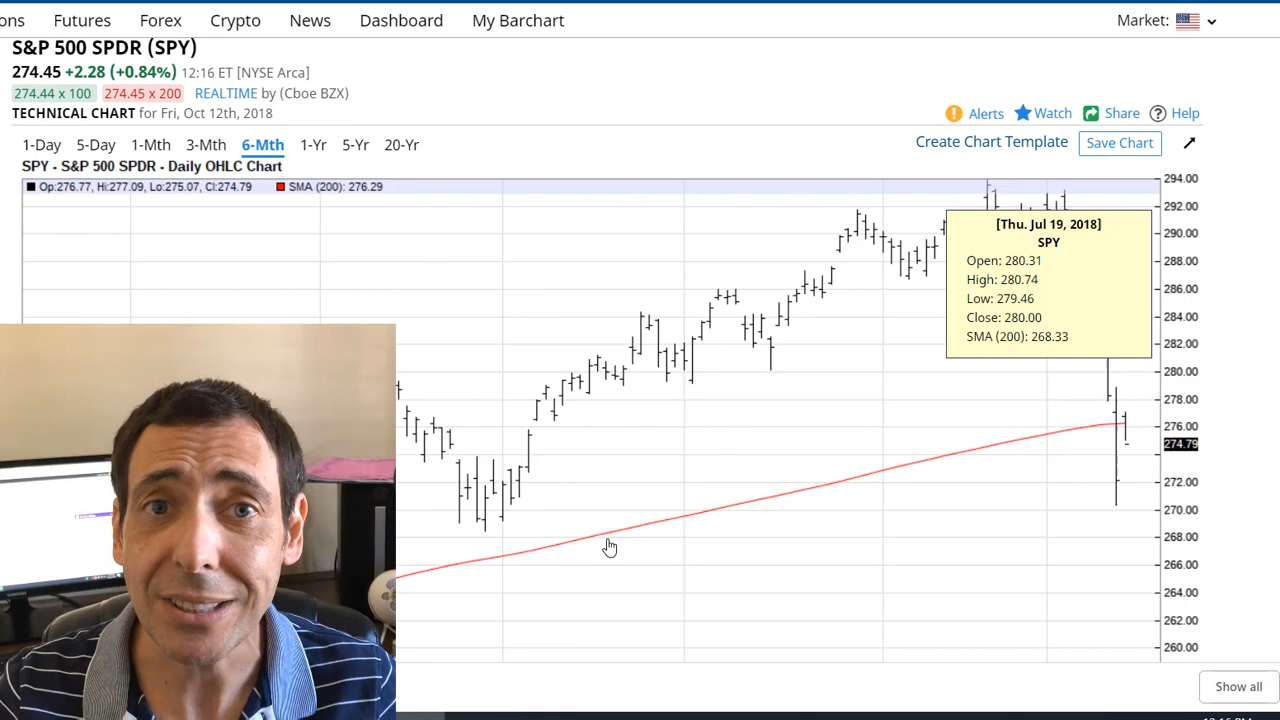 ons Futures Forex Crypto News Dashboard My Barchart Market:
S&P 500 SPDR (SPY)
274.45 +2.28 (+0.84%) 12:16 ET [NYSE Arca]
274.44 x 100 274.45 x 200 REALTIME by (Cboe BZX)
TECHNICAL CHART for Fri, Oct 12th, 2018
Alerts Watch Share Help
1-Day 5-Day 1-Mth 3-Mth 6-Mth 1-Yr 5-Yr 20-Yr
Create Chart Template Save Chart
SPY - S&P 500 SPDR - Daily OHLC Chart
Op:276.77, Hi:277.09, Lo:275.07, Cl:274.79 SMA (200): 276.29
294.00
292.00
290.00
288.00
286.00
284.00
282.00
280.00
278.00
276.00
274.79
272.00
270.00
268.00
266.00
264.00
262.00
260.00
[Thu. Jul 19, 2018]
SPY
Open: 280.31
High: 280.74
Low: 279.46
Close: 280.00
SMA (200): 268.33
Show all